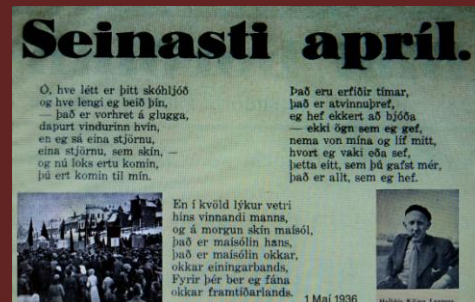 Seinasti apríl.
Ó, hve létt er þitt skóhljóð
og hve lengi eg beið þín,
— það er vorhret á glugga,
dapurt vindurinn hvín,
en eg sá eina stjörnu,
eina stjörnu, sem skín, —
og nú loks ertu komin,
þú ert komin til mín.
Það eru erfiðir tímar,
það er atvinnuþref,
eg hef ekkert að bjóða
— ekki ögn sem eg gef,
nema von mína og líf mitt,
hvort eg vaki eða sef,
þetta eitt, sem þú gafst mér,
það er allt, sem eg hef.
En í kvöld lýkur vetri
hins vinnandi manns,
og á morgun skín maísól,
það er maísólin hans,
það er maísólin okkar,
okkar einingarbands,
Fyrir þér ber eg fána
okkar framtíðarlands.
1 Maí 1936